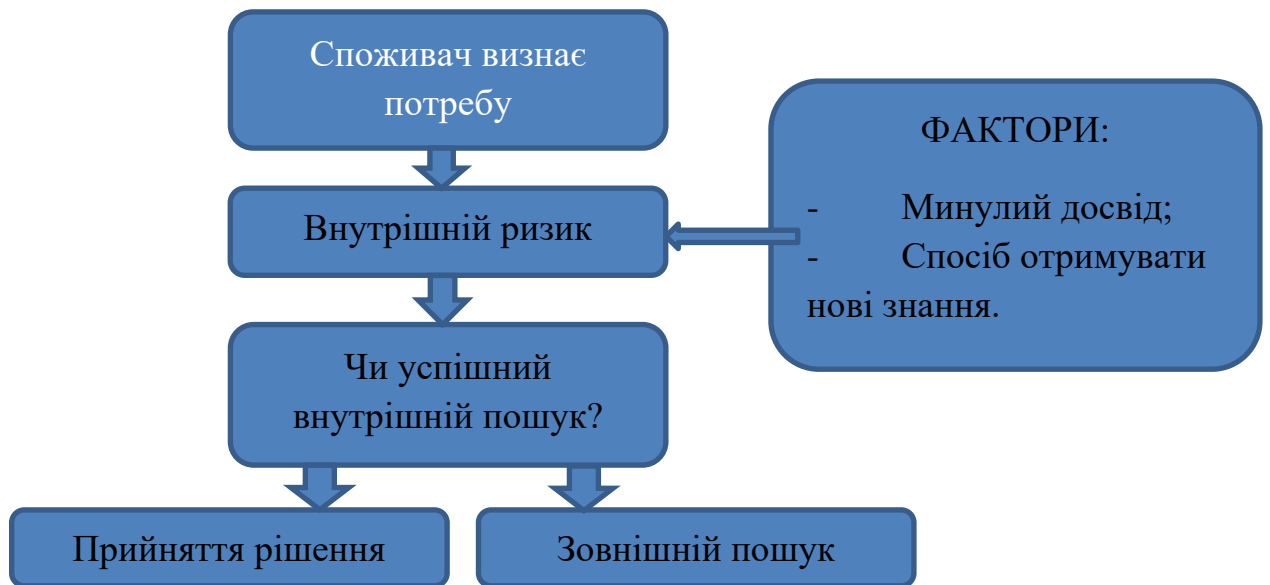 Споживач визнає
потребу
Внутрішній ризик
ФАКТОРИ:
- Минулий досвід;
- Спосіб отримувати
нові знання.
Чи успішний
внутрішній пошук?
Прийняття рішення
Зовнішній пошук